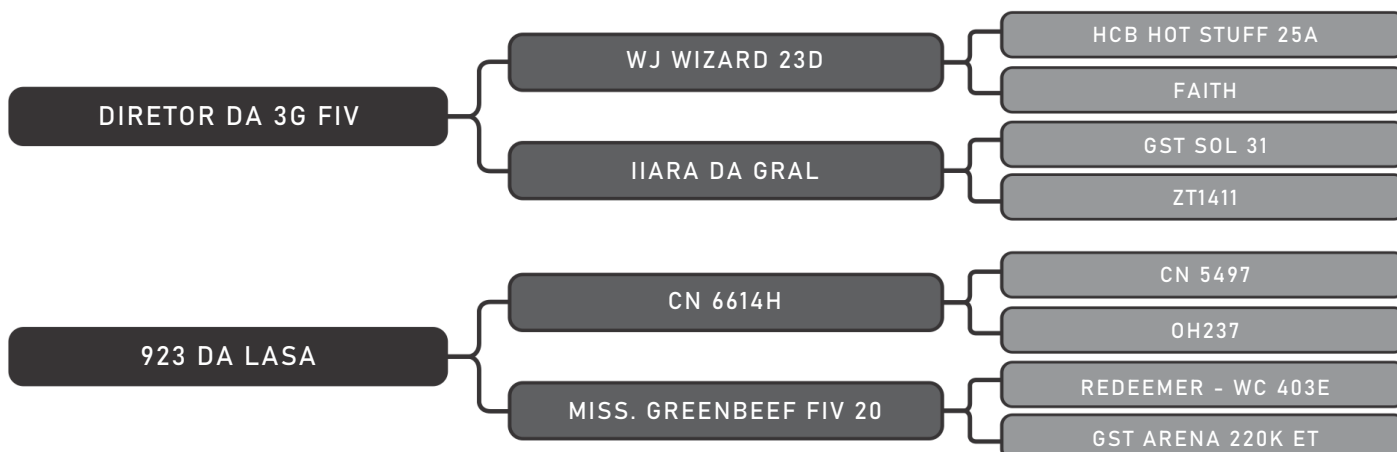 DIRETOR DA 3G FIV
WJ WIZARD 23D
HCB HOT STUFF 25A
FAITH
IIARA DA GRAL
GST SOL 31
ZT1411
923 DA LASA
CN 6614H
CN 5497
OH237
MISS. GREENBEEF FIV 20
REDEEMER - WC 403E
GST ARENA 220K ET